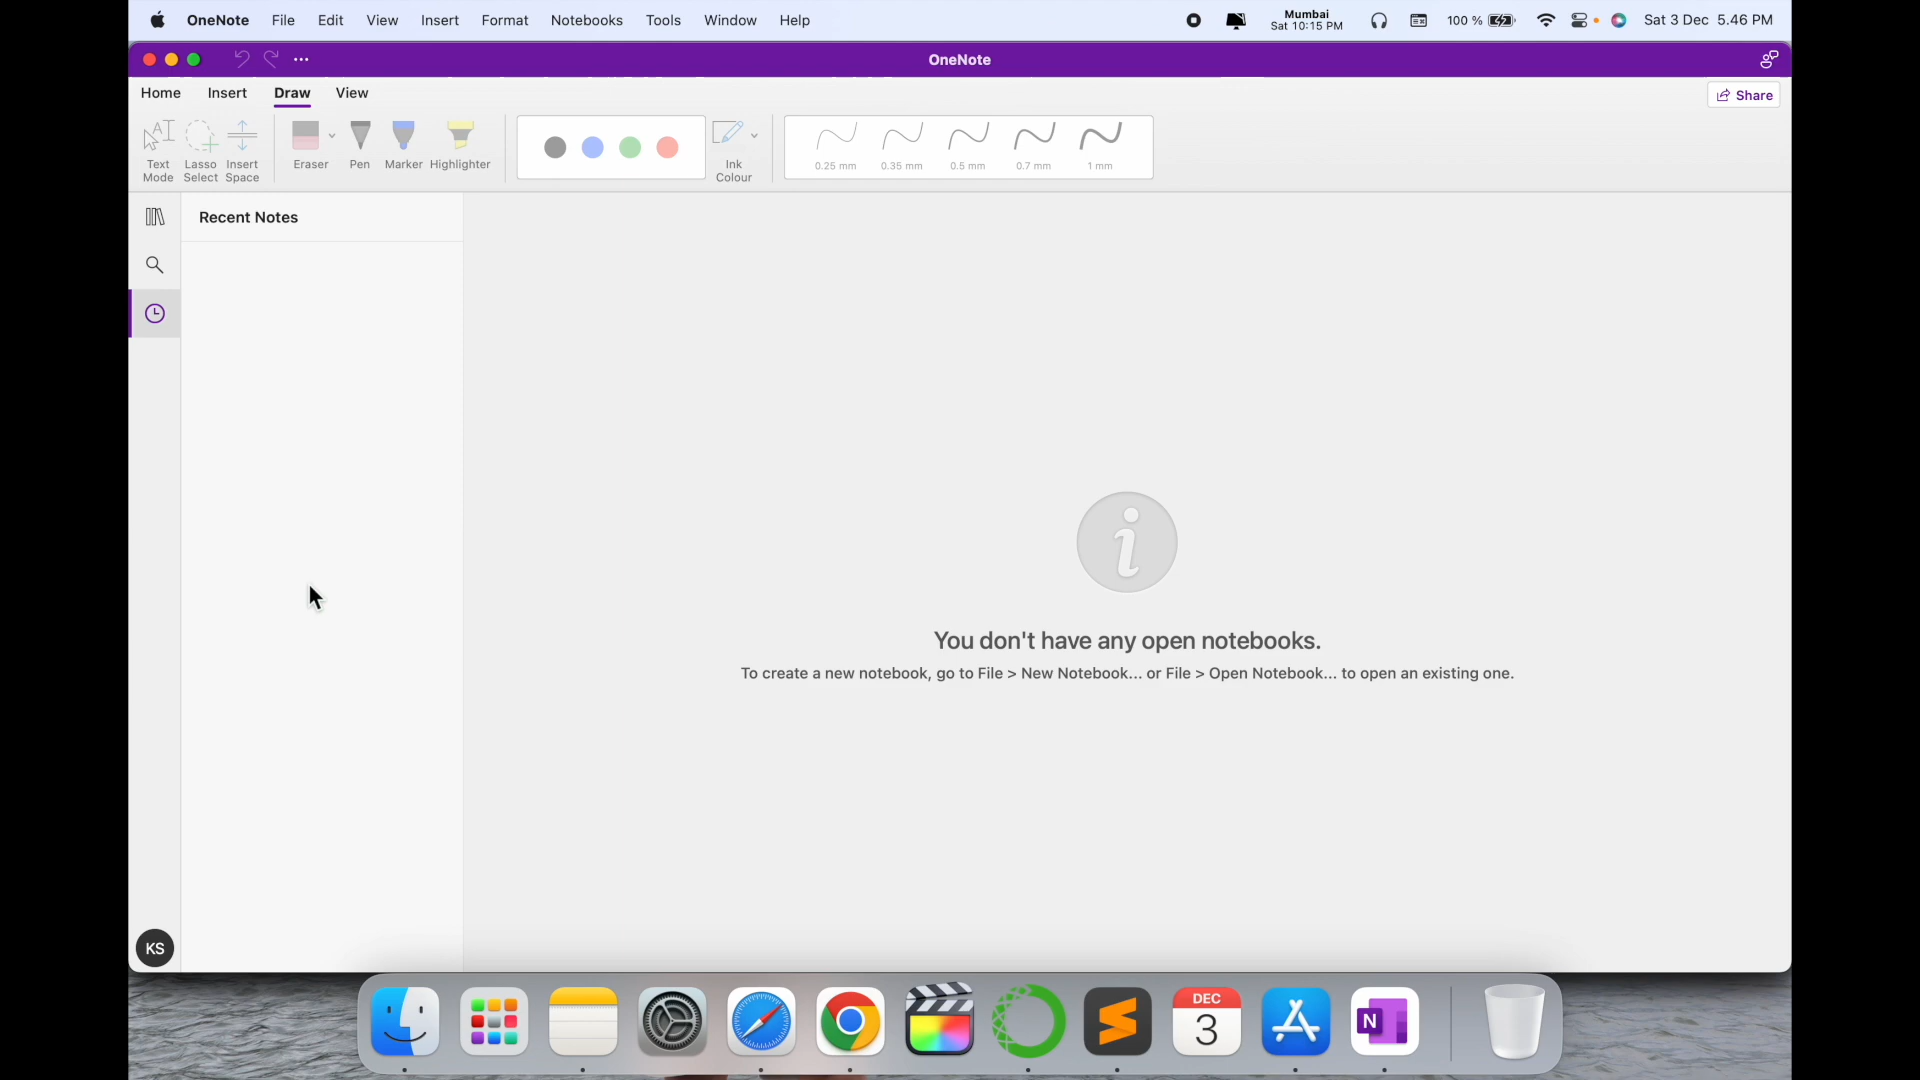 OneNote File Edit View Insert Format Notebooks Tools Window Help Mumbai Sat 10:15 PM 100 % Sat 3 Dec 5.46 PM
OneNote
Home Insert Draw View Share
Text Mode Lasso Select Insert Space Eraser Pen Marker Highlighter Ink Colour 0.25 mm 0.35 mm 0.5 mm 0.7 mm 1 mm
Recent Notes
You don't have any open notebooks.
To create a new notebook, go to File > New Notebook... or File > Open Notebook... to open an existing one.
KS
DEC
3
N